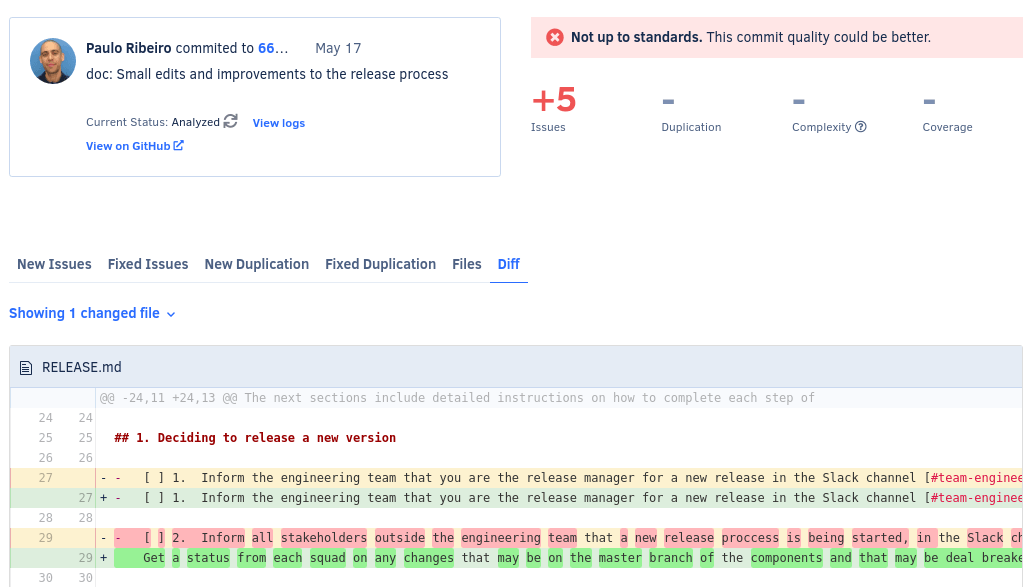 Paulo Ribeiro commited to 66... May 17
doc: Small edits and improvements to the release process
Current Status: Analyzed View logs
View on GitHub
Not up to standards. This commit quality could be better.
+5 - - -
Issues Duplication Complexity Coverage
New Issues Fixed Issues New Duplication Fixed Duplication Files Diff
Showing 1 changed file
RELEASE.md
@@ -24,11 +24,13 @@ The next sections include detailed instructions on how to complete each step of
24 24
25 25 ## 1. Deciding to release a new version
26 26
27 - - [ ] 1. Inform the engineering team that you are the release manager for a new release in the Slack channel [#team-enginee
27 + - [ ] 1. Inform the engineering team that you are the release manager for a new release in the Slack channel [#team-enginee
28 28
29 - - [ ] 2. Inform all stakeholders outside the engineering team that a new release proccess is being started, in the Slack ch
29 + Get a status from each squad on any changes that may be on the master branch of the components and that may be deal breake
30 30